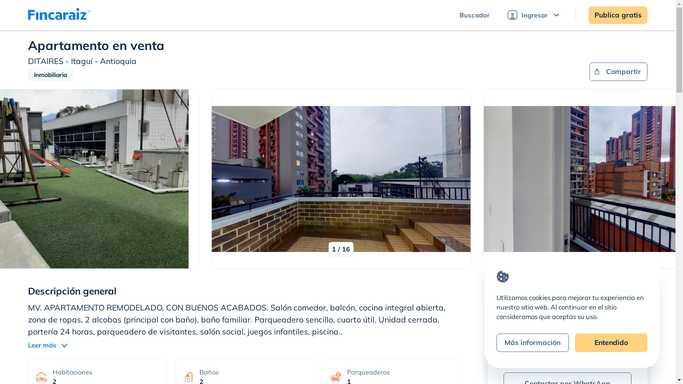 Fincaraiz
Buscador
Ingresar
Publica gratis
Apartamento en venta
DITAIRES - Itaguí - Antioquia
Inmobiliaria
Compartir
1 / 16
Descripción general
MV. APARTAMENTO REMODELADO, CON BUENOS ACABADOS. Salón comedor, balcón, cocina integral abierta,
zona de ropas. 2 alcobas (principal con baño), baño familiar. Parqueadero sencillo, cuarto útil. Unidad cerrada,
portería 24 horas, parqueadero de visitantes, salón social, juegos infantiles, piscina..
Leer más
Habitaciones
2
Baños
2
Parqueaderos
1
Utilizamos cookies para mejorar tu experiencia en
nuestro sitio web. Al continuar en el sitio
consideramos que aceptas su uso.
Más información
Entendido
Contactar por WhatsApp